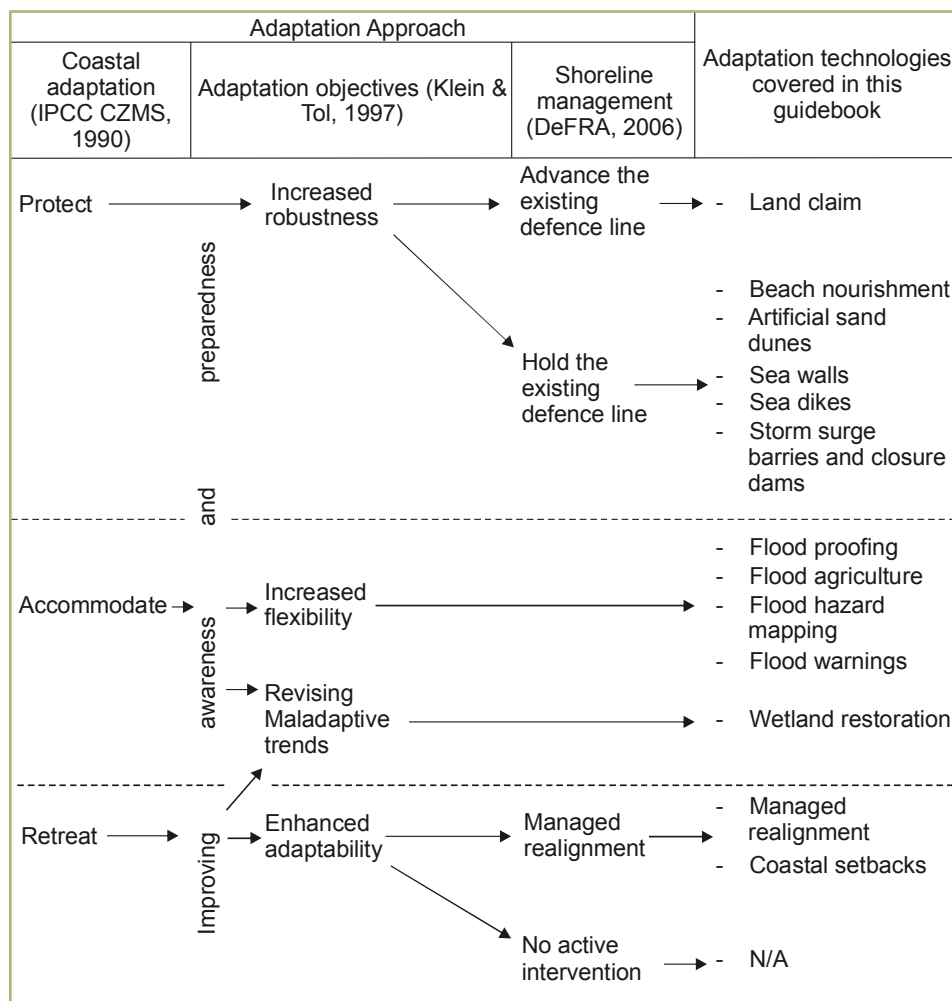 Adaptation Approach
Coastal
adaptation
(IPCC CZMS,
1990)
Adaptation objectives (Klein &
Tol, 1997)
Shoreline
management
(DeFRA, 2006)
Adaptation technologies
covered in this
guidebook
Protect
Increased
robustness
Advance the
existing
defence line
- Land claim
Hold the
existing
defence line
- Beach nourishment
- Artificial sand
dunes
- Sea walls
- Sea dikes
- Storm surge
barries and closure
dams
Improving awareness and preparedness
Accommodate
Increased
flexibility
- Flood proofing
- Flood agriculture
- Flood hazard
mapping
- Flood warnings
Revising
Maladaptive
trends
- Wetland restoration
Retreat
Enhanced
adaptability
Managed
realignment
- Managed
realignment
- Coastal setbacks
No active
intervention
- N/A